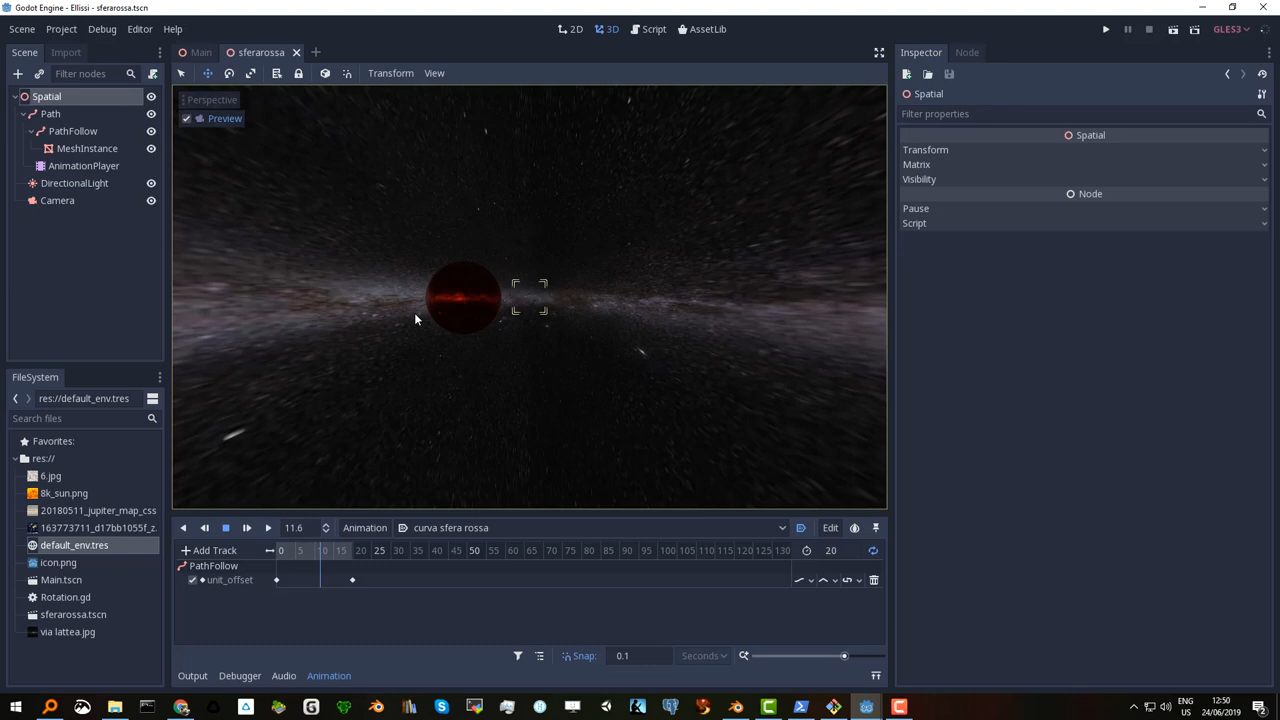 Godot Engine - Ellissi - sferarossa.tscn
Scene Project Debug Editor Help
2D 3D Script AssetLib
GLES3
Scene Import
Filter nodes
Spatial
Path
PathFollow
MeshInstance
AnimationPlayer
DirectionalLight
Camera
FileSystem
res://default_env.tres
Search files
Favorites:
res://
6.jpg
8k_sun.png
20180511_jupiter_map_css
163773711_d17bb1055f_z.
default_env.tres
icon.png
Main.tscn
Rotation.gd
sferarossa.tscn
via lattea.jpg
Main sferarossa
Transform View
Perspective
Preview
11.6 Animation curva sfera rossa Edit
Add Track 0 5 10 15 20 25 30 35 40 45 50 55 60 65 70 75 80 85 90 95 100 105 110 115 120 125 130 20
PathFollow
unit_offset
Snap: 0.1 Seconds
Output Debugger Audio Animation
Inspector Node
Spatial
Filter properties
Spatial
Transform
Matrix
Visibility
Node
Pause
Script
ENG 12:50
US 24/06/2019